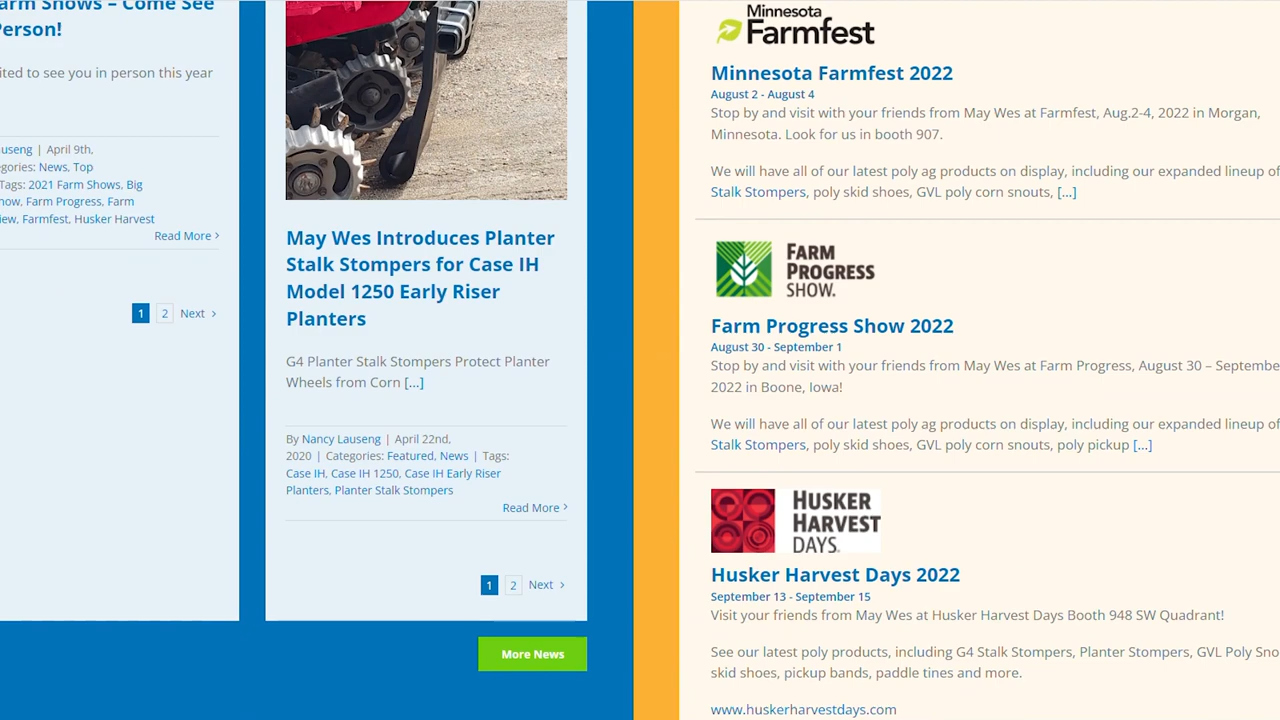 arm Shows – Come See
Person!
ited to see you in person this year
useng | April 9th,
egories: News, Top
Tags: 2021 Farm Shows, Big
how, Farm Progress, Farm
iew, Farmfest, Husker Harvest
Read More >
1 2 Next >
May Wes Introduces Planter
Stalk Stompers for Case IH
Model 1250 Early Riser
Planters
G4 Planter Stalk Stompers Protect Planter
Wheels from Corn [...]
By Nancy Lauseng | April 22nd,
2020 | Categories: Featured, News | Tags:
Case IH, Case IH 1250, Case IH Early Riser
Planters, Planter Stalk Stompers
Read More >
1 2 Next >
More News
Minnesota
Farmfest
Minnesota Farmfest 2022
August 2 - August 4
Stop by and visit with your friends from May Wes at Farmfest, Aug.2-4, 2022 in Morgan,
Minnesota. Look for us in booth 907.
We will have all of our latest poly ag products on display, including our expanded lineup of
Stalk Stompers, poly skid shoes, GVL poly corn snouts, [...]
FARM
PROGRESS
SHOW.
Farm Progress Show 2022
August 30 - September 1
Stop by and visit with your friends from May Wes at Farm Progress, August 30 – Septembe
2022 in Boone, Iowa!
We will have all of our latest poly ag products on display, including our expanded lineup of
Stalk Stompers, poly skid shoes, GVL poly corn snouts, poly pickup [...]
HUSKER
HARVEST
DAYS.
Husker Harvest Days 2022
September 13 - September 15
Visit your friends from May Wes at Husker Harvest Days Booth 948 SW Quadrant!
See our latest poly products, including G4 Stalk Stompers, Planter Stompers, GVL Poly Sno
skid shoes, pickup bands, paddle tines and more.
www.huskerharvestdays.com